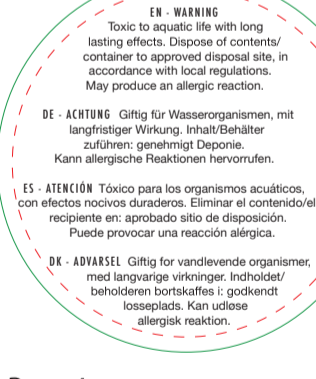 EN - WARNING
Toxic to aquatic life with long
lasting effects. Dispose of contents/
container to approved disposal site, in
accordance with local regulations.
May produce an allergic reaction.
DE - ACHTUNG Giftig für Wasserorganismen, mit
langfristiger Wirkung. Inhalt/Behälter
zuführen: genehmigt Deponie.
Kann allergische Reaktionen hervorrufen.
ES - ATENCIÓN Tóxico para los organismos acuáticos,
con efectos nocivos duraderos. Eliminar el contenido/el
recipiente en: aprobado sitio de disposición.
Puede provocar una reacción alérgica.
DK - ADVARSEL Giftig for vandlevende organismer,
med langvarige virkninger. Indholdet/
beholderen bortskaffes i: godkendt
losseplads. Kan udløse
allergisk reaktion.